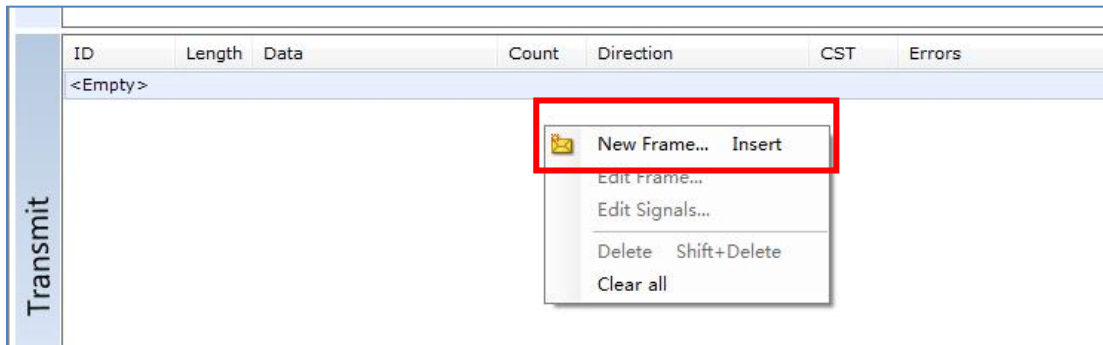 ID Length Data Count Direction CST Errors
<Empty>
New Frame... Insert
Edit Frame...
Edit Signals...
Delete Shift+Delete
Clear all
Transmit